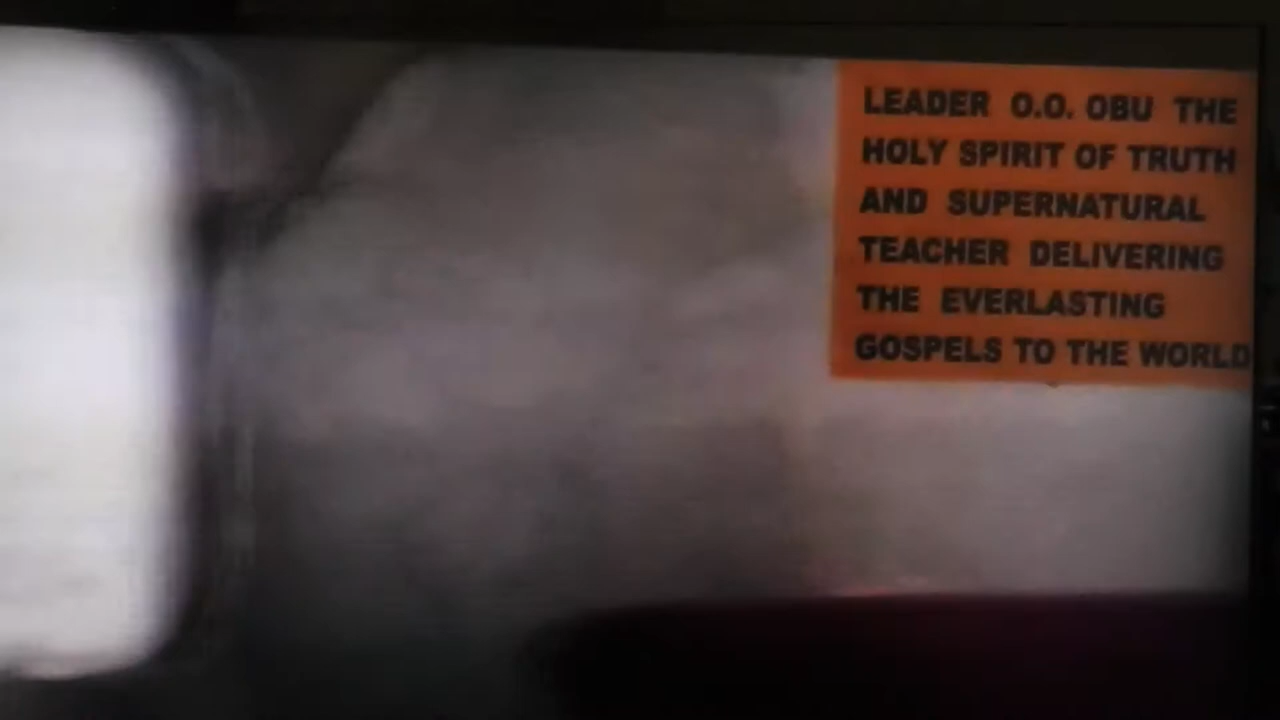 LEADER O.O. OBU THE
HOLY SPIRIT OF TRUTH
AND SUPERNATURAL
TEACHER DELIVERING
THE EVERLASTING
GOSPELS TO THE WORLD